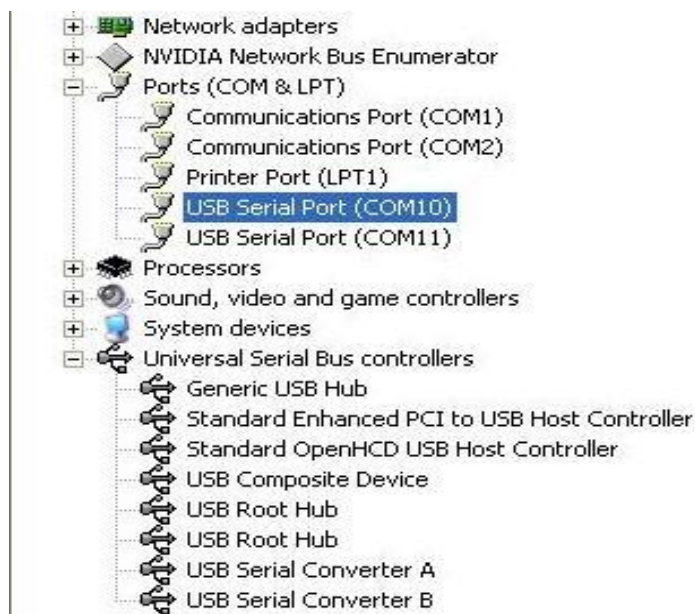 Network adapters
NVIDIA Network Bus Enumerator
Ports (COM & LPT)
Communications Port (COM1)
Communications Port (COM2)
Printer Port (LPT1)
USB Serial Port (COM10)
USB Serial Port (COM11)
Processors
Sound, video and game controllers
System devices
Universal Serial Bus controllers
Generic USB Hub
Standard Enhanced PCI to USB Host Controller
Standard OpenHCD USB Host Controller
USB Composite Device
USB Root Hub
USB Root Hub
USB Serial Converter A
USB Serial Converter B